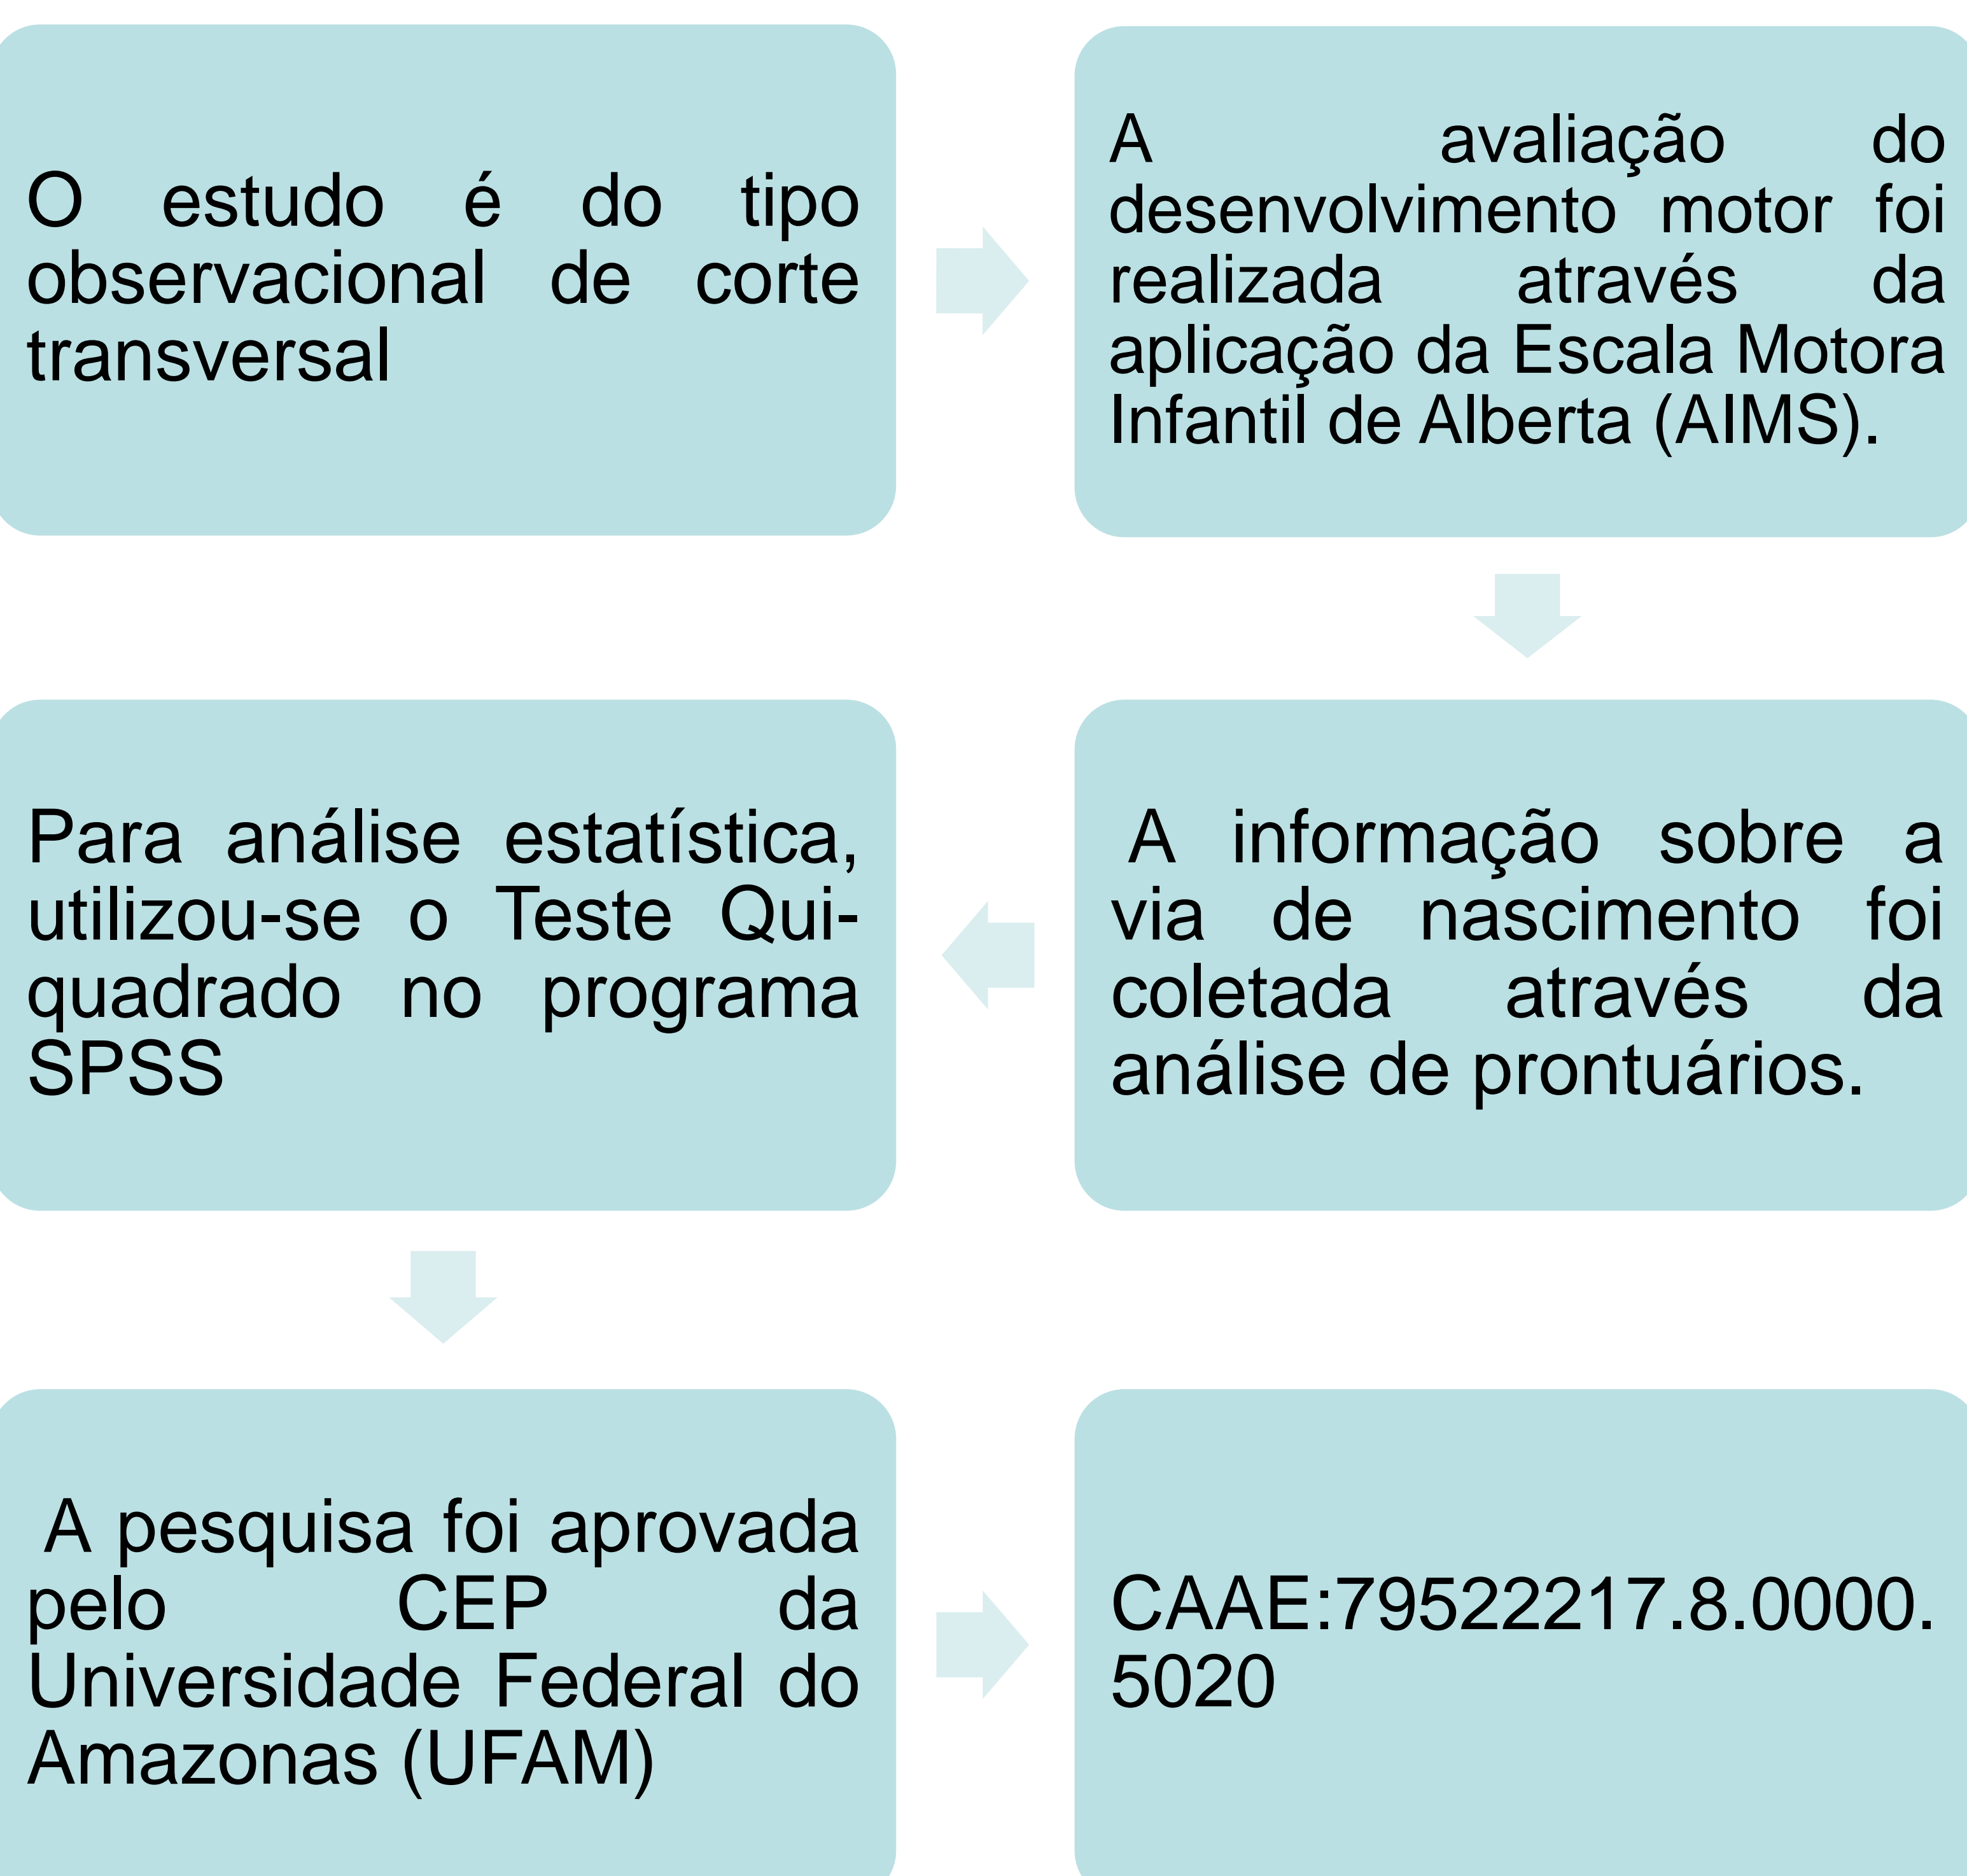 O estudo é do tipo
observacional de corte
transversal
A avaliação do
desenvolvimento motor foi
realizada através da
aplicação da Escala Motora
Infantil de Alberta (AIMS).
A informação sobre a
via de nascimento foi
coletada através da
análise de prontuários.
Para análise estatística,
utilizou-se o Teste Qui-
quadrado no programa
SPSS
A pesquisa foi aprovada
pelo CEP da
Universidade Federal do
Amazonas (UFAM)
CAAE:79522217.8.0000.
5020